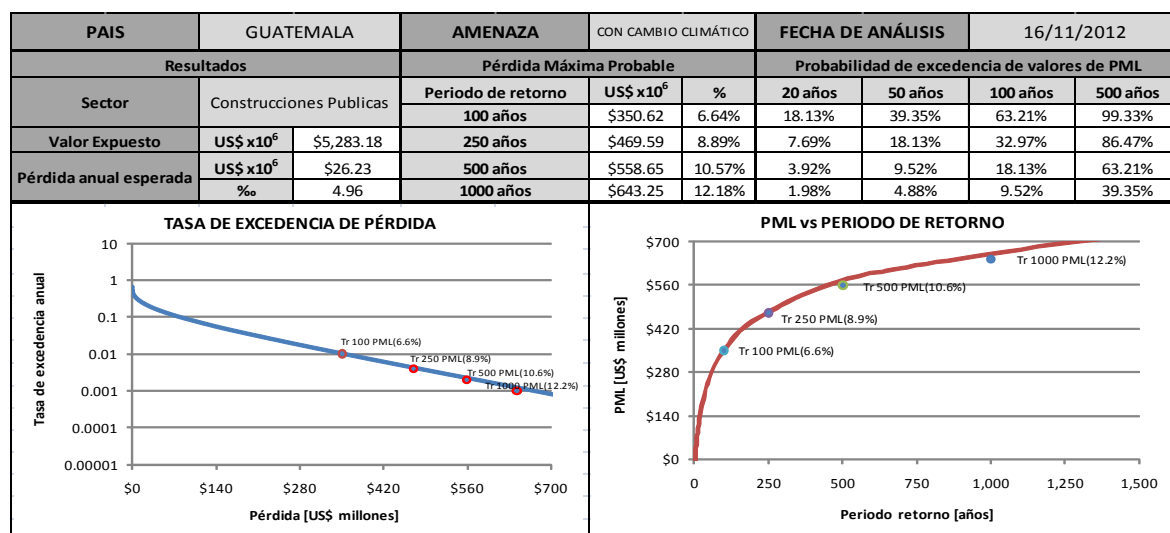 PAIS GUATEMALA AMENAZA CON CAMBIO CLIMÁTICO FECHA DE ANÁLISIS 16/11/2012
Resultados Pérdida Máxima Probable Probabilidad de excedencia de valores de PML
Sector Construcciones Publicas Periodo de retorno US$ x10⁶ % 20 años 50 años 100 años 500 años
100 años $350.62 6.64% 18.13% 39.35% 63.21% 99.33%
Valor Expuesto US$ x10⁶ $5,283.18 250 años $469.59 8.89% 7.69% 18.13% 32.97% 86.47%
Pérdida anual esperada US$ x10⁶ $26.23 500 años $558.65 10.57% 3.92% 9.52% 18.13% 63.21%
‰ 4.96 1000 años $643.25 12.18% 1.98% 4.88% 9.52% 39.35%
TASA DE EXCEDENCIA DE PÉRDIDA
Tasa de excedencia anual
10
1
0.1
0.01
0.001
0.0001
0.00001
Tr 100 PML(6.6%)
Tr 250 PML(8.9%)
Tr 500 PML(10.6%)
Tr 1000 PML(12.2%)
$0 $140 $280 $420 $560 $700
Pérdida [US$ millones]
PML vs PERIODO DE RETORNO
PML [US$ millones]
$700
$560
$420
$280
$140
$0
Tr 1000 PML(12.2%)
Tr 500 PML(10.6%)
Tr 250 PML(8.9%)
Tr 100 PML(6.6%)
0 250 500 750 1,000 1,250 1,500
Periodo retorno [años]